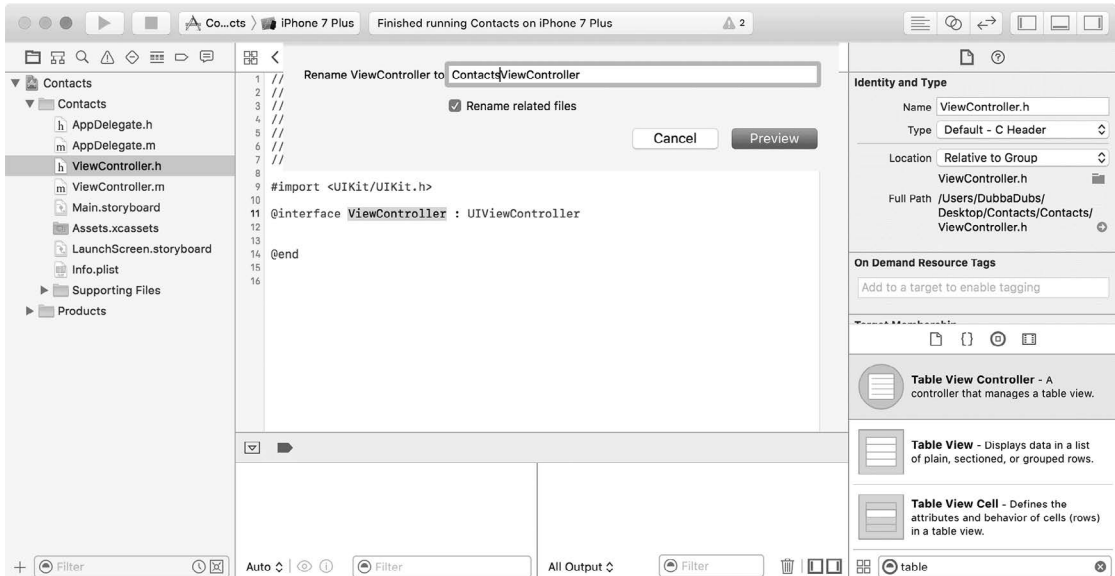 Co...cts
iPhone 7 Plus
Finished running Contacts on iPhone 7 Plus
2
Contacts
Contacts
h AppDelegate.h
m AppDelegate.m
h ViewController.h
m ViewController.m
Main.storyboard
Assets.xcassets
LaunchScreen.storyboard
Info.plist
Supporting Files
Products
Filter
Rename ViewController to ContactsViewController
Rename related files
Cancel
Preview
1 //
2 //
3 //
4 //
5 //
6 //
7 //
8
9 #import <UIKit/UIKit.h>
10
11 @interface ViewController : UIViewController
12
13
14 @end
15
16
Auto
Filter
All Output
Filter
Identity and Type
Name ViewController.h
Type Default - C Header
Location Relative to Group
ViewController.h
Full Path /Users/DubbaDubs/
Desktop/Contacts/Contacts/
ViewController.h
On Demand Resource Tags
Add to a target to enable tagging
Target Membership
{}
Table View Controller - A
controller that manages a table view.
Table View - Displays data in a list
of plain, sectioned, or grouped rows.
Table View Cell - Defines the
attributes and behavior of cells (rows)
in a table view.
table